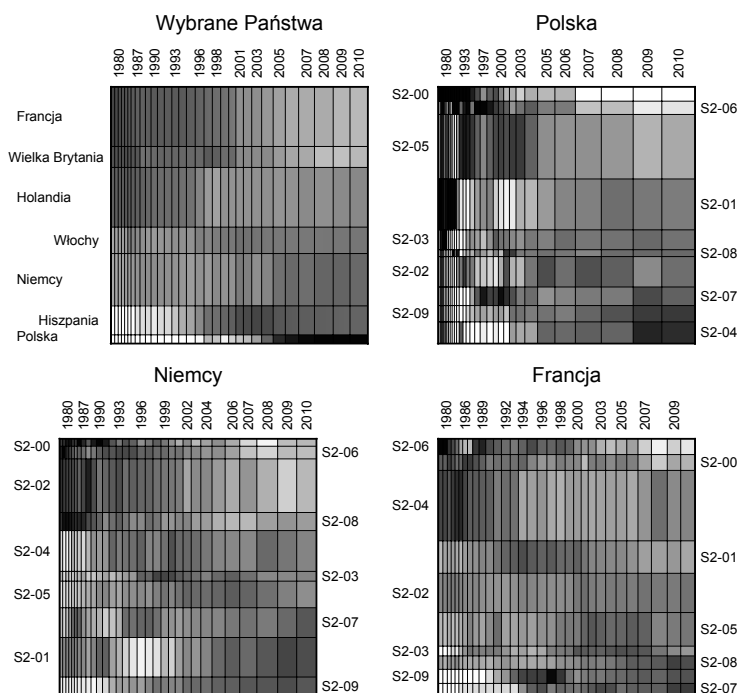 Wybrane Państwa
1980 1987 1990 1993 1996 1998 2001 2003 2005 2007 2008 2009 2010
Francja
Wielka Brytania
Holandia
Włochy
Niemcy
Hiszpania
Polska
Polska
1980 1993 1997 2000 2003 2005 2006 2007 2008 2009 2010
S2-00
S2-06
S2-05
S2-01
S2-03
S2-08
S2-02
S2-07
S2-09
S2-04
Niemcy
1980 1987 1990 1993 1996 1999 2002 2004 2006 2007 2008 2009 2010
S2-00
S2-06
S2-02
S2-08
S2-04
S2-03
S2-05
S2-07
S2-01
S2-09
Francja
1980 1986 1989 1992 1994 1996 1998 2000 2003 2005 2007 2009
S2-06
S2-00
S2-04
S2-01
S2-02
S2-05
S2-03
S2-08
S2-09
S2-07